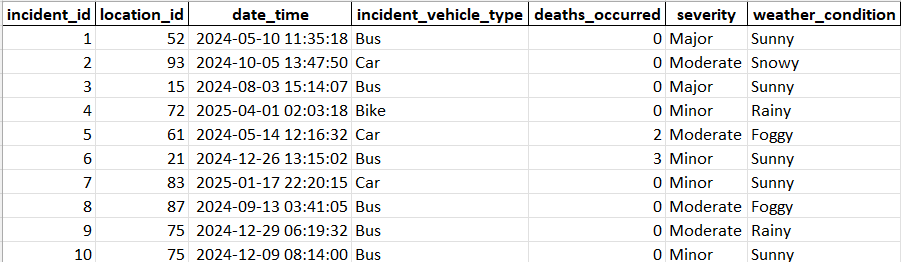 incident_id location_id date_time incident_vehicle_type deaths_occurred severity weather_condition
1 52 2024-05-10 11:35:18 Bus 0 Major Sunny
2 93 2024-10-05 13:47:50 Car 0 Moderate Snowy
3 15 2024-08-03 15:14:07 Bus 0 Major Sunny
4 72 2025-04-01 02:03:18 Bike 0 Minor Rainy
5 61 2024-05-14 12:16:32 Car 2 Moderate Foggy
6 21 2024-12-26 13:15:02 Bus 3 Minor Sunny
7 83 2025-01-17 22:20:15 Car 0 Minor Sunny
8 87 2024-09-13 03:41:05 Bus 0 Moderate Foggy
9 75 2024-12-29 06:19:32 Bus 0 Moderate Rainy
10 75 2024-12-09 08:14:00 Bus 0 Minor Sunny